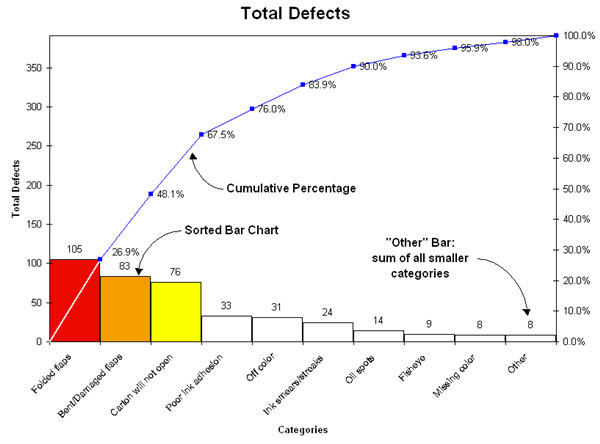 Total Defects
Total Defects
350
300
250
200
150
100
50
0
100.0%
90.0%
80.0%
70.0%
60.0%
50.0%
40.0%
30.0%
20.0%
10.0%
0.0%
26.9%
48.1%
67.5%
76.0%
83.9%
90.0%
93.6%
95.9%
98.0%
Cumulative Percentage
Sorted Bar Chart
"Other" Bar:
sum of all smaller
categories
105
83
76
33
31
24
14
9
8
8
Folded flaps
Bent/Damaged flaps
Carton will not open
Poor ink adhesion
Off color
Ink smears/streaks
Oil spots
Fisheye
Missing color
Other
Categories